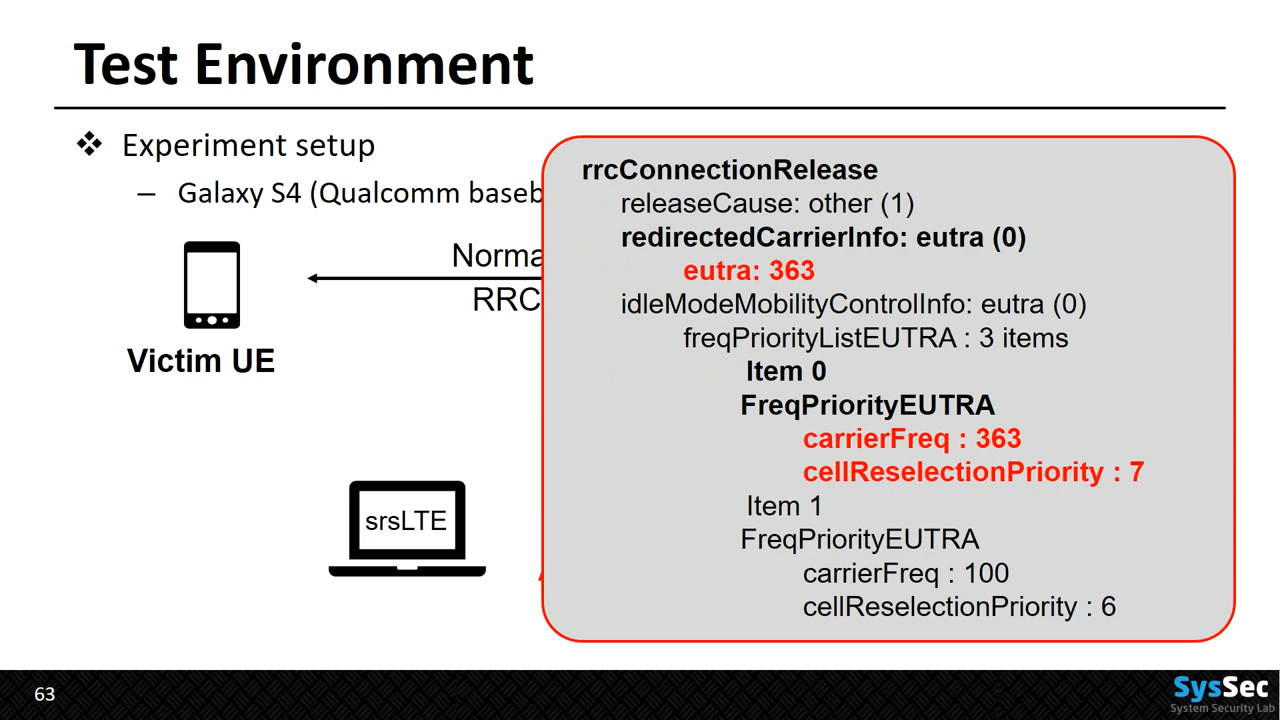 Test Environment
❖ Experiment setup
– Galaxy S4 (Qualcomm baseb
Norma
RRC
Victim UE
srsLTE
rrcConnectionRelease
releaseCause: other (1)
redirectedCarrierInfo: eutra (0)
eutra: 363
idleModeMobilityControlInfo: eutra (0)
freqPriorityListEUTRA : 3 items
Item 0
FreqPriorityEUTRA
carrierFreq : 363
cellReselectionPriority : 7
Item 1
FreqPriorityEUTRA
carrierFreq : 100
cellReselectionPriority : 6
63
SysSec
System Security Lab